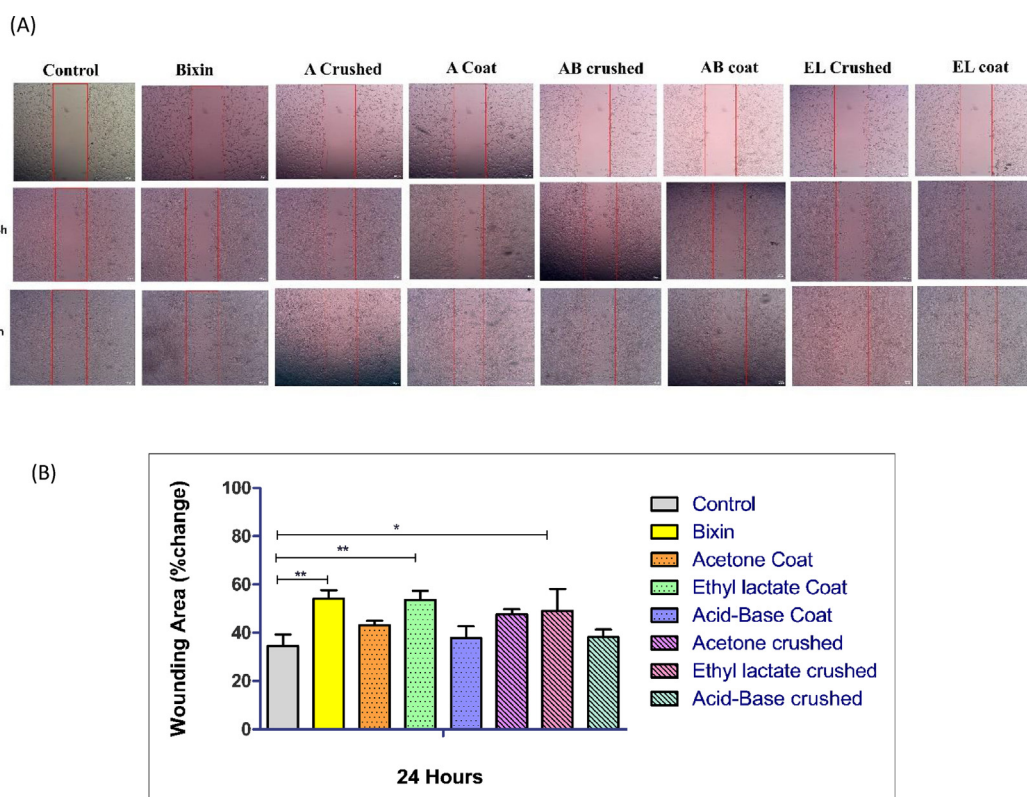 (A)
Control Bixin A Crushed A Coat AB crushed AB coat EL Crushed EL coat
h
h
(B)
Wounding Area (%change)
100
80
60
40
20
0
*
**
**
24 Hours
Control
Bixin
Acetone Coat
Ethyl lactate Coat
Acid-Base Coat
Acetone crushed
Ethyl lactate crushed
Acid-Base crushed